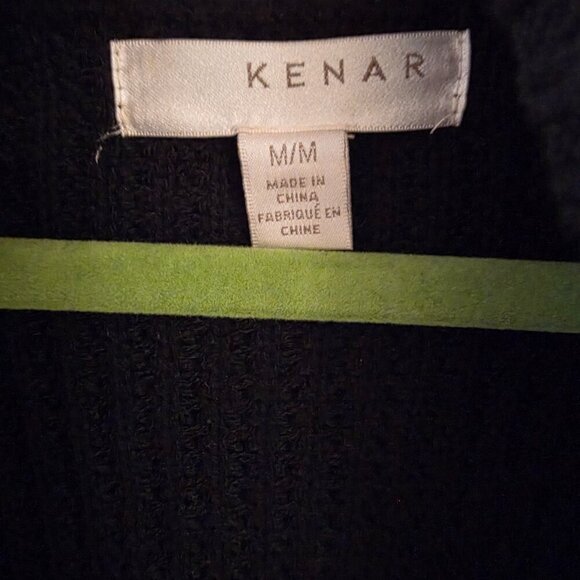 KENAR
M/M
MADE IN
CHINA
FABRIQUÉ EN
CHINE